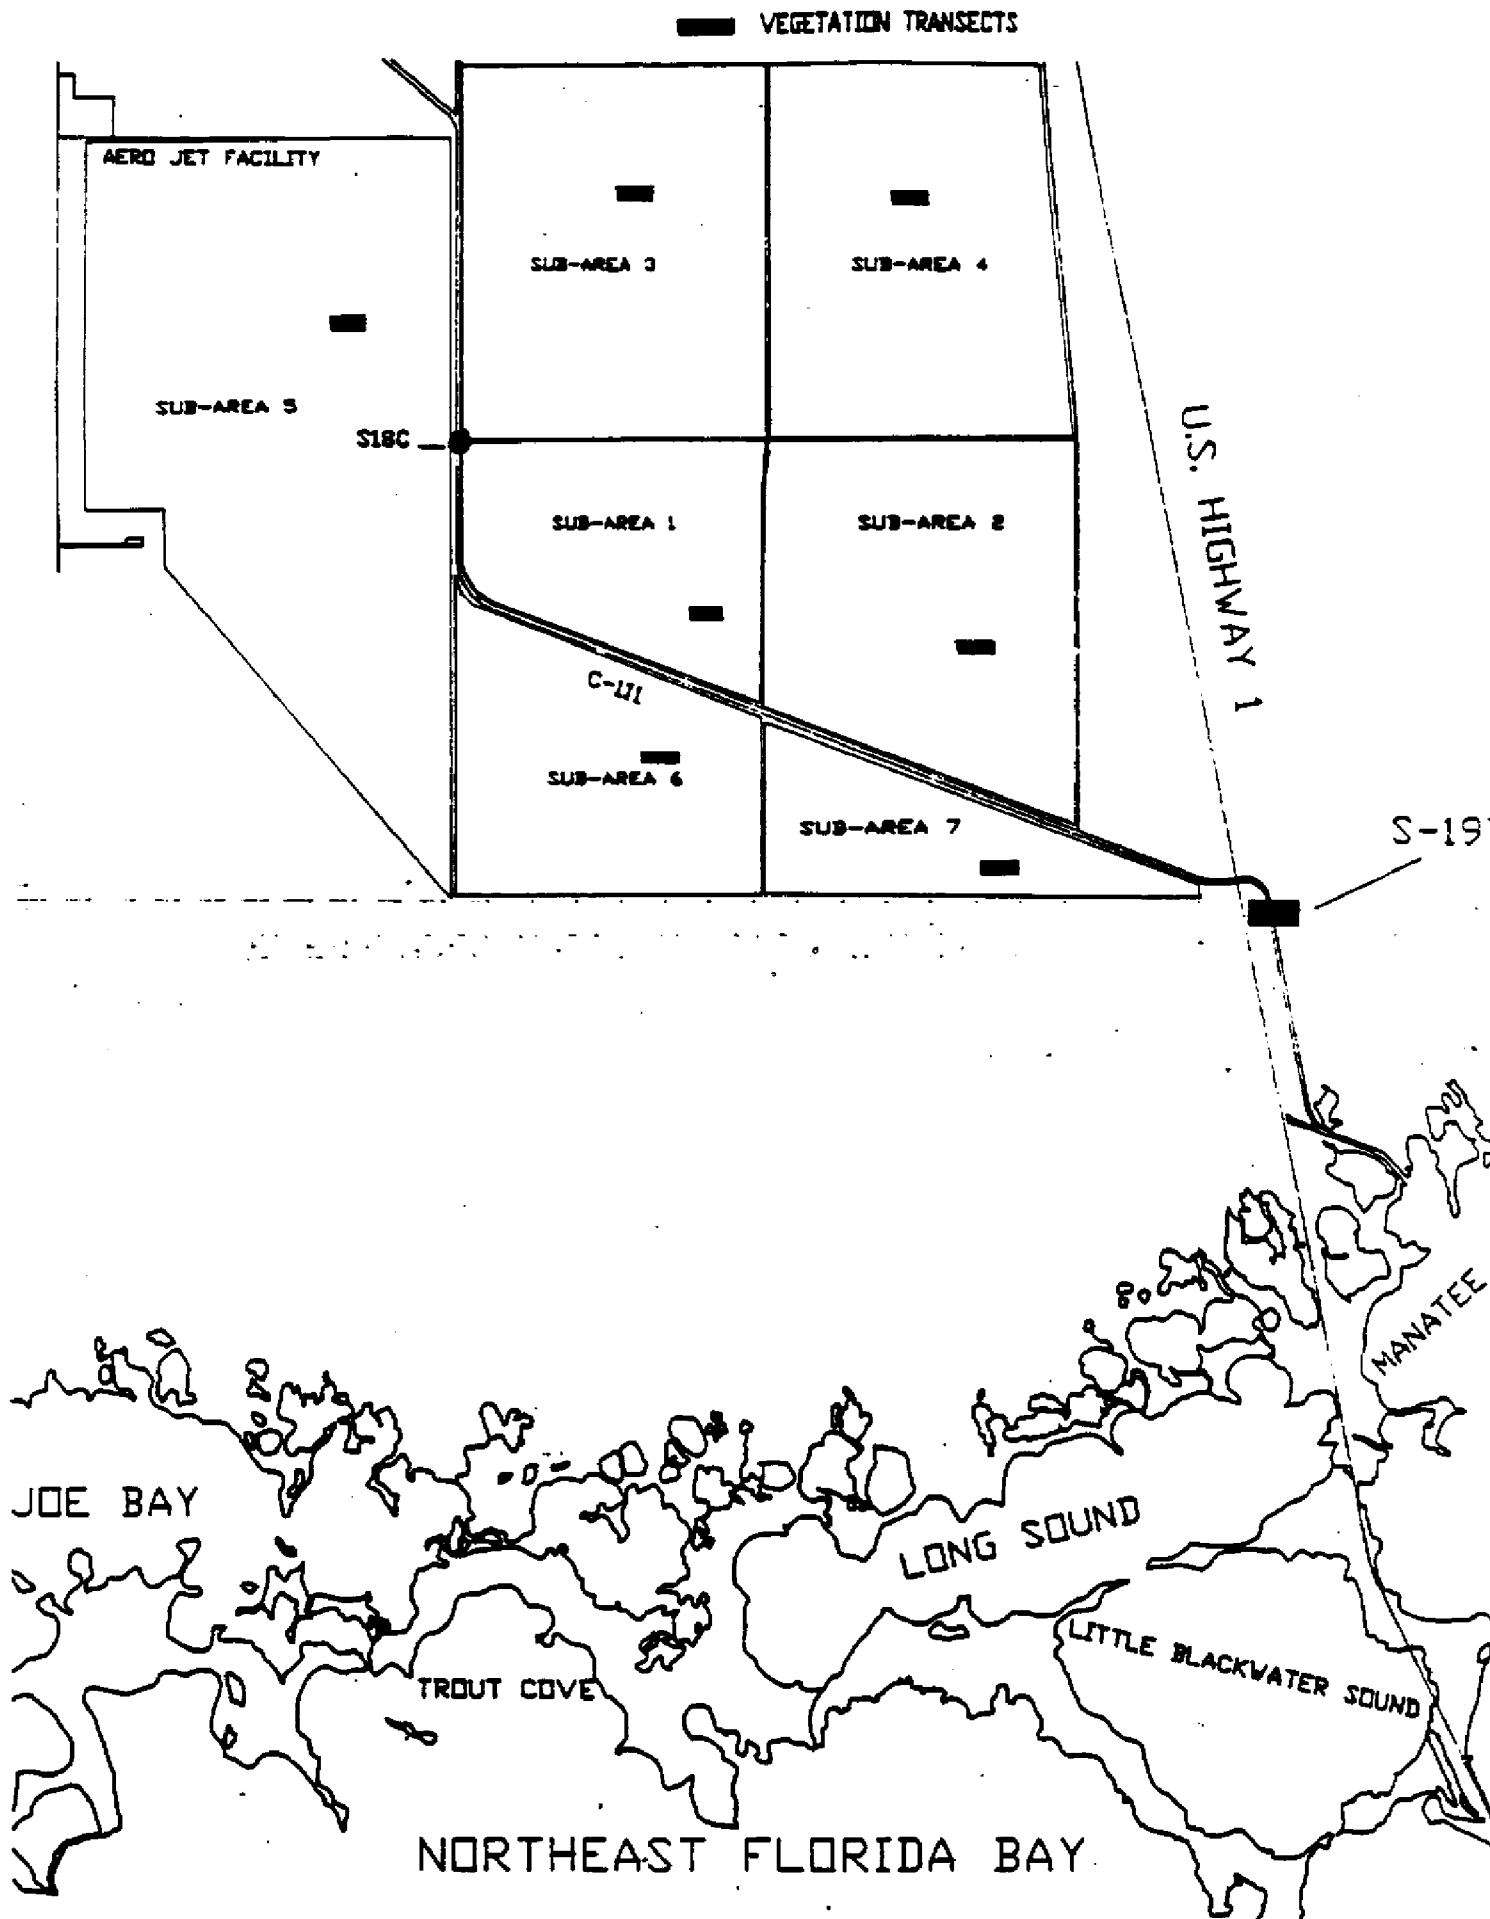 VEGETATION TRANSECTS
AERO JET FACILITY
SUB-AREA 3
SUB-AREA 4
SUB-AREA 5
S18C
U.S. HIGHWAY 1
SUB-AREA 1
SUB-AREA 2
C-111
SUB-AREA 6
SUB-AREA 7
S-197
MANATEE
JOE BAY
LONG SOUND
LITTLE BLACKWATER SOUND
TROUT COVE
NORTHEAST FLORIDA BAY